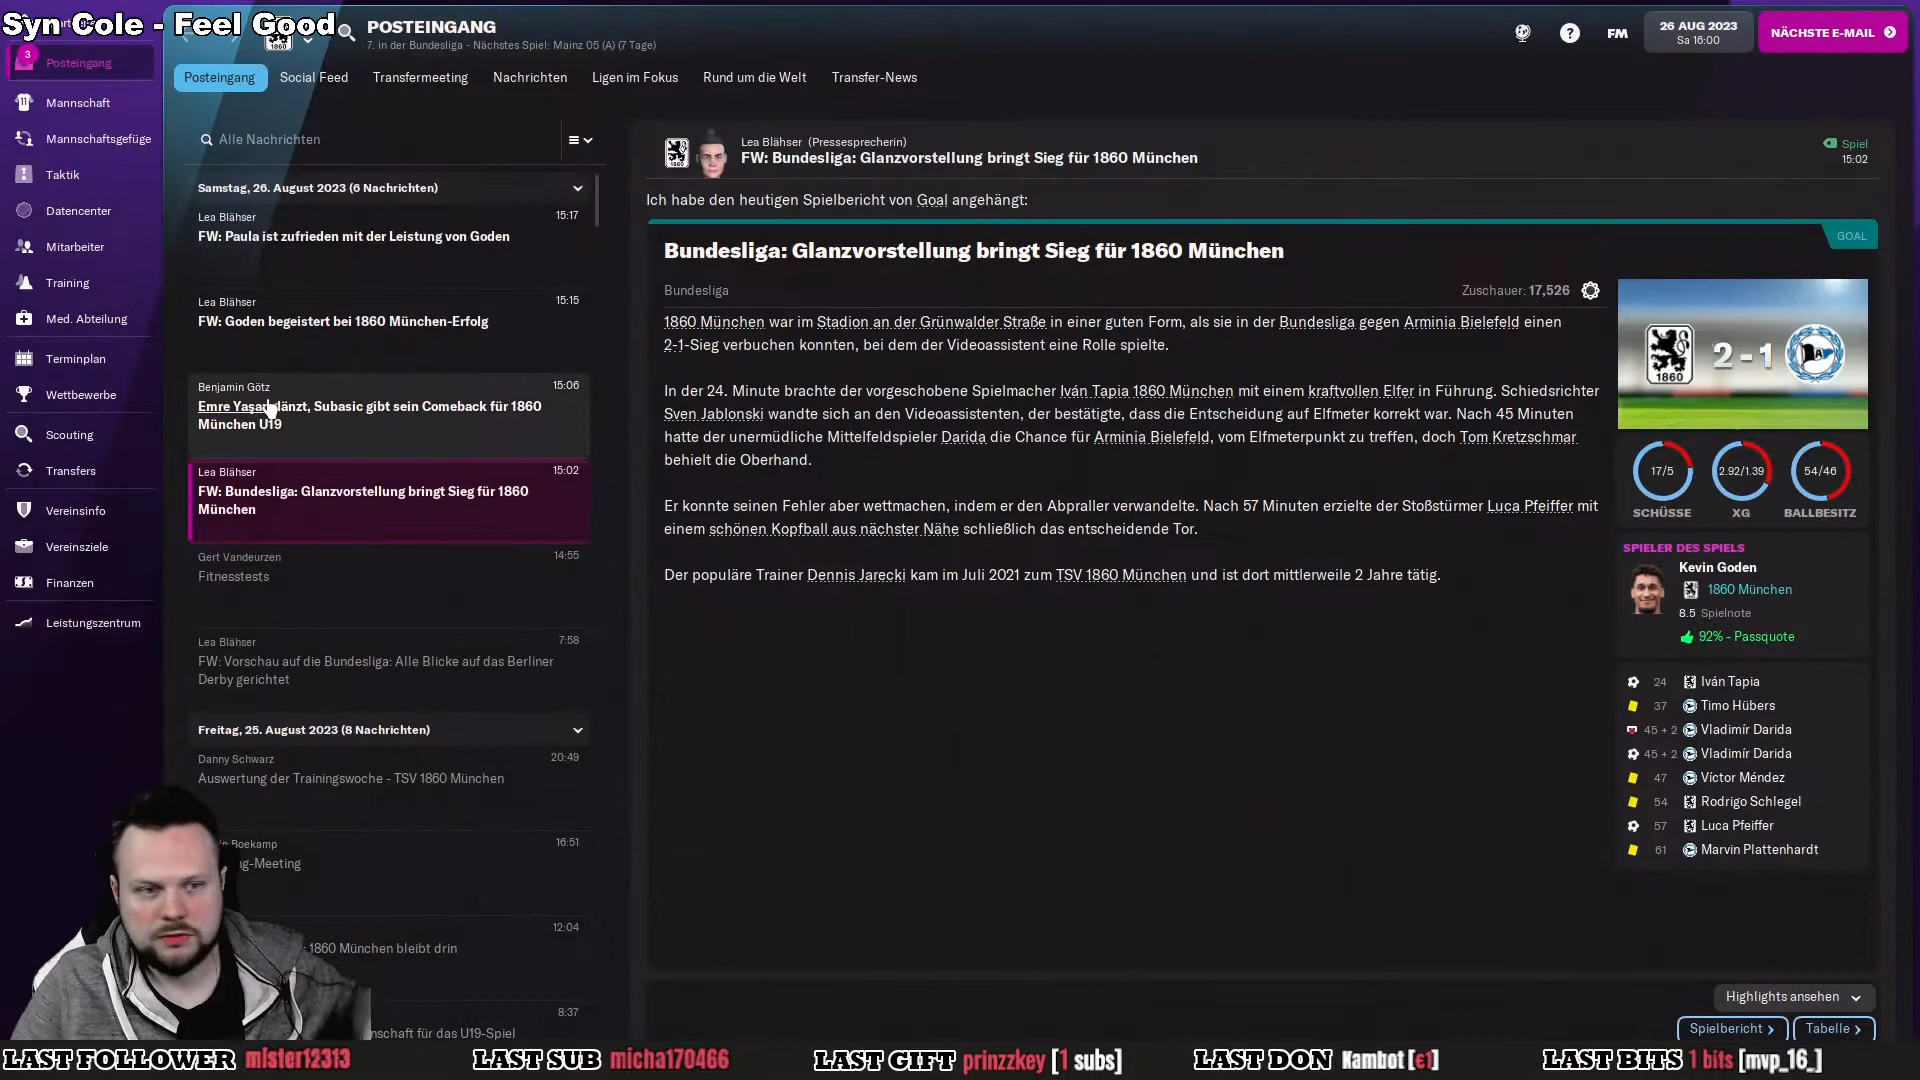 Syn Cole - Feel Good
POSTEINGANG
7. in der Bundesliga - Nächstes Spiel: Mainz 05 (A) (7 Tage)
FM
26 AUG 2023
Sa 16:00
NÄCHSTE E-MAIL
Posteingang
Social Feed
Transfermeeting
Nachrichten
Ligen im Fokus
Rund um die Welt
Transfer-News
3
Posteingang
Mannschaft
Mannschaftsgefüge
Taktik
Datencenter
Mitarbeiter
Training
Med. Abteilung
Terminplan
Wettbewerbe
Scouting
Transfers
Vereinsinfo
Vereinsziele
Finanzen
Leistungszentrum
Alle Nachrichten
Samstag, 26. August 2023 (6 Nachrichten)
Lea Blähser 15:17
FW: Paula ist zufrieden mit der Leistung von Goden
Lea Blähser 15:15
FW: Goden begeistert bei 1860 München-Erfolg
Benjamin Götz 15:06
Emre Yaşar glänzt, Subasic gibt sein Comeback für 1860
München U19
Lea Blähser 15:02
FW: Bundesliga: Glanzvorstellung bringt Sieg für 1860
München
Gert Vandeurzen 14:55
Fitnesstests
Lea Blähser 7:58
FW: Vorschau auf die Bundesliga: Alle Blicke auf das Berliner
Derby gerichtet
Freitag, 25. August 2023 (8 Nachrichten)
Danny Schwarz 20:49
Auswertung der Trainingswoche - TSV 1860 München
Boekamp 16:51
-Meeting
12:04
1860 München bleibt drin
8:37
für das U19-Spiel
Lea Blähser (Pressesprecherin)
FW: Bundesliga: Glanzvorstellung bringt Sieg für 1860 München
Spiel
15:02
Ich habe den heutigen Spielbericht von Goal angehängt:
GOAL
Bundesliga: Glanzvorstellung bringt Sieg für 1860 München
Bundesliga
Zuschauer: 17,526
1860 München war im Stadion an der Grünwalder Straße in einer guten Form, als sie in der Bundesliga gegen Arminia Bielefeld einen
2-1-Sieg verbuchen konnten, bei dem der Videoassistent eine Rolle spielte.
In der 24. Minute brachte der vorgeschobene Spielmacher Iván Tapia 1860 München mit einem kraftvollen Elfer in Führung. Schiedsrichter
Sven Jablonski wandte sich an den Videoassistenten, der bestätigte, dass die Entscheidung auf Elfmeter korrekt war. Nach 45 Minuten
hatte der unermüdliche Mittelfeldspieler Darida die Chance für Arminia Bielefeld, vom Elfmeterpunkt zu treffen, doch Tom Kretzschmar
behielt die Oberhand.
Er konnte seinen Fehler aber wettmachen, indem er den Abpraller verwandelte. Nach 57 Minuten erzielte der Stoßstürmer Luca Pfeiffer mit
einem schönen Kopfball aus nächster Nähe schließlich das entscheidende Tor.
Der populäre Trainer Dennis Jarecki kam im Juli 2021 zum TSV 1860 München und ist dort mittlerweile 2 Jahre tätig.
1860
2 - 1
17/5
2.92/1.39
54/46
SCHÜSSE
XG
BALLBESITZ
SPIELER DES SPIELS
Kevin Goden
1860 München
8.5 Spielnote
92% - Passquote
24 Iván Tapia
37 Timo Hübers
45 + 2 Vladimír Darida
45 + 2 Vladimír Darida
47 Víctor Méndez
54 Rodrigo Schlegel
57 Luca Pfeiffer
61 Marvin Plattenhardt
Highlights ansehen
Spielbericht
Tabelle
LAST FOLLOWER m1ster12313
LAST SUB micha170466
LAST GIFT prinzzkey [1 subs]
LAST DON Kambot [€1]
LAST BITS 1 bits [mvp_16_]